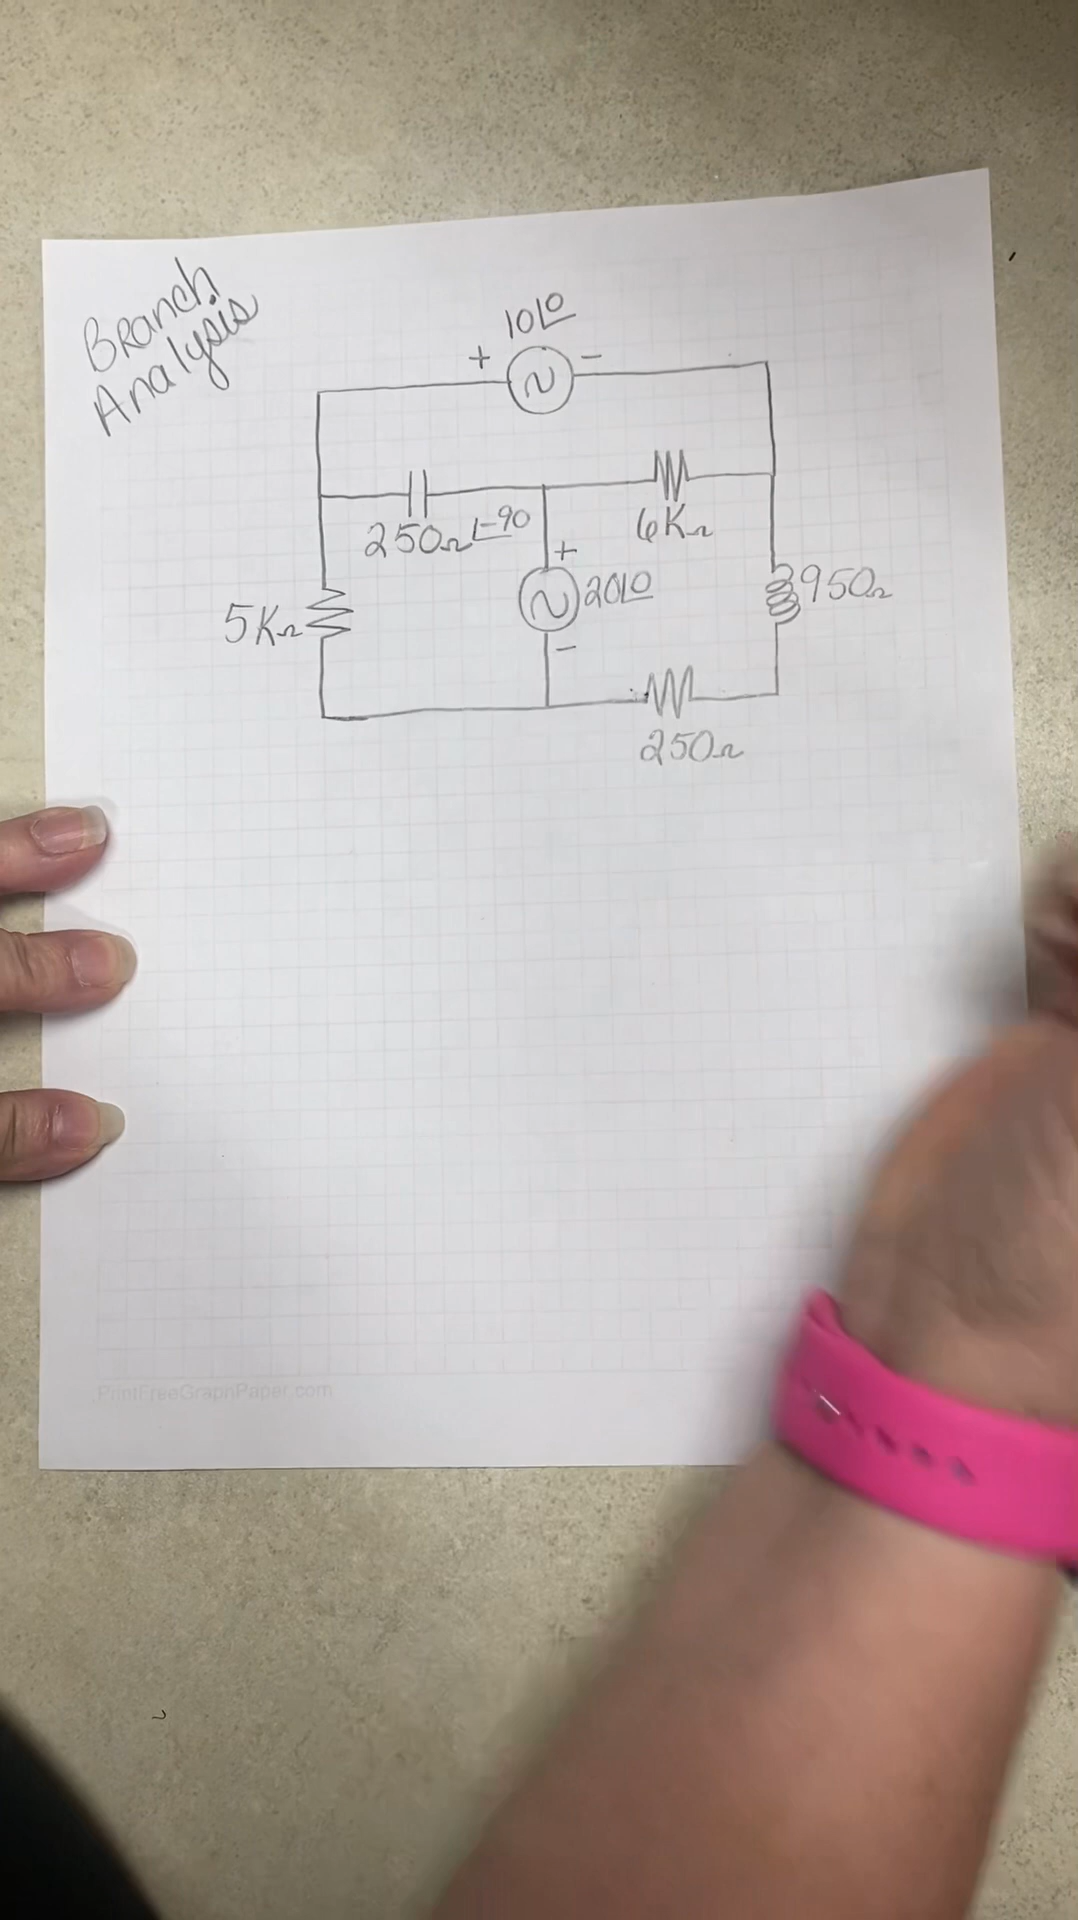 Branch
Analysis
10∠0
+ −
250Ω∠-90
6KΩ
+
20∠0
−
950Ω
5KΩ
250Ω
PrintFreeGraphPaper.com